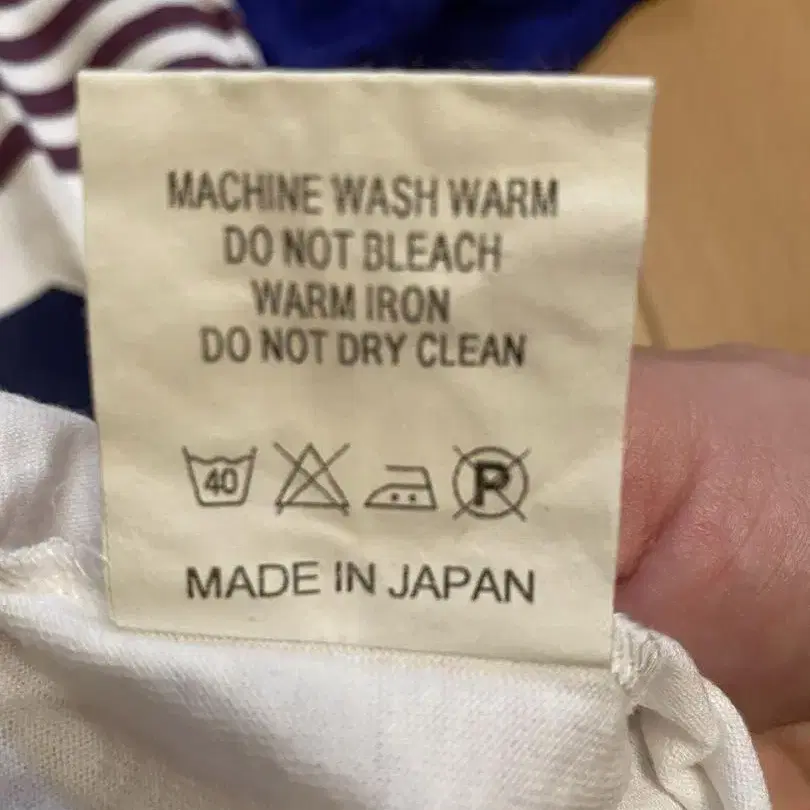 MACHINE WASH WARM
DO NOT BLEACH
WARM IRON
DO NOT DRY CLEAN
40 P
MADE IN JAPAN